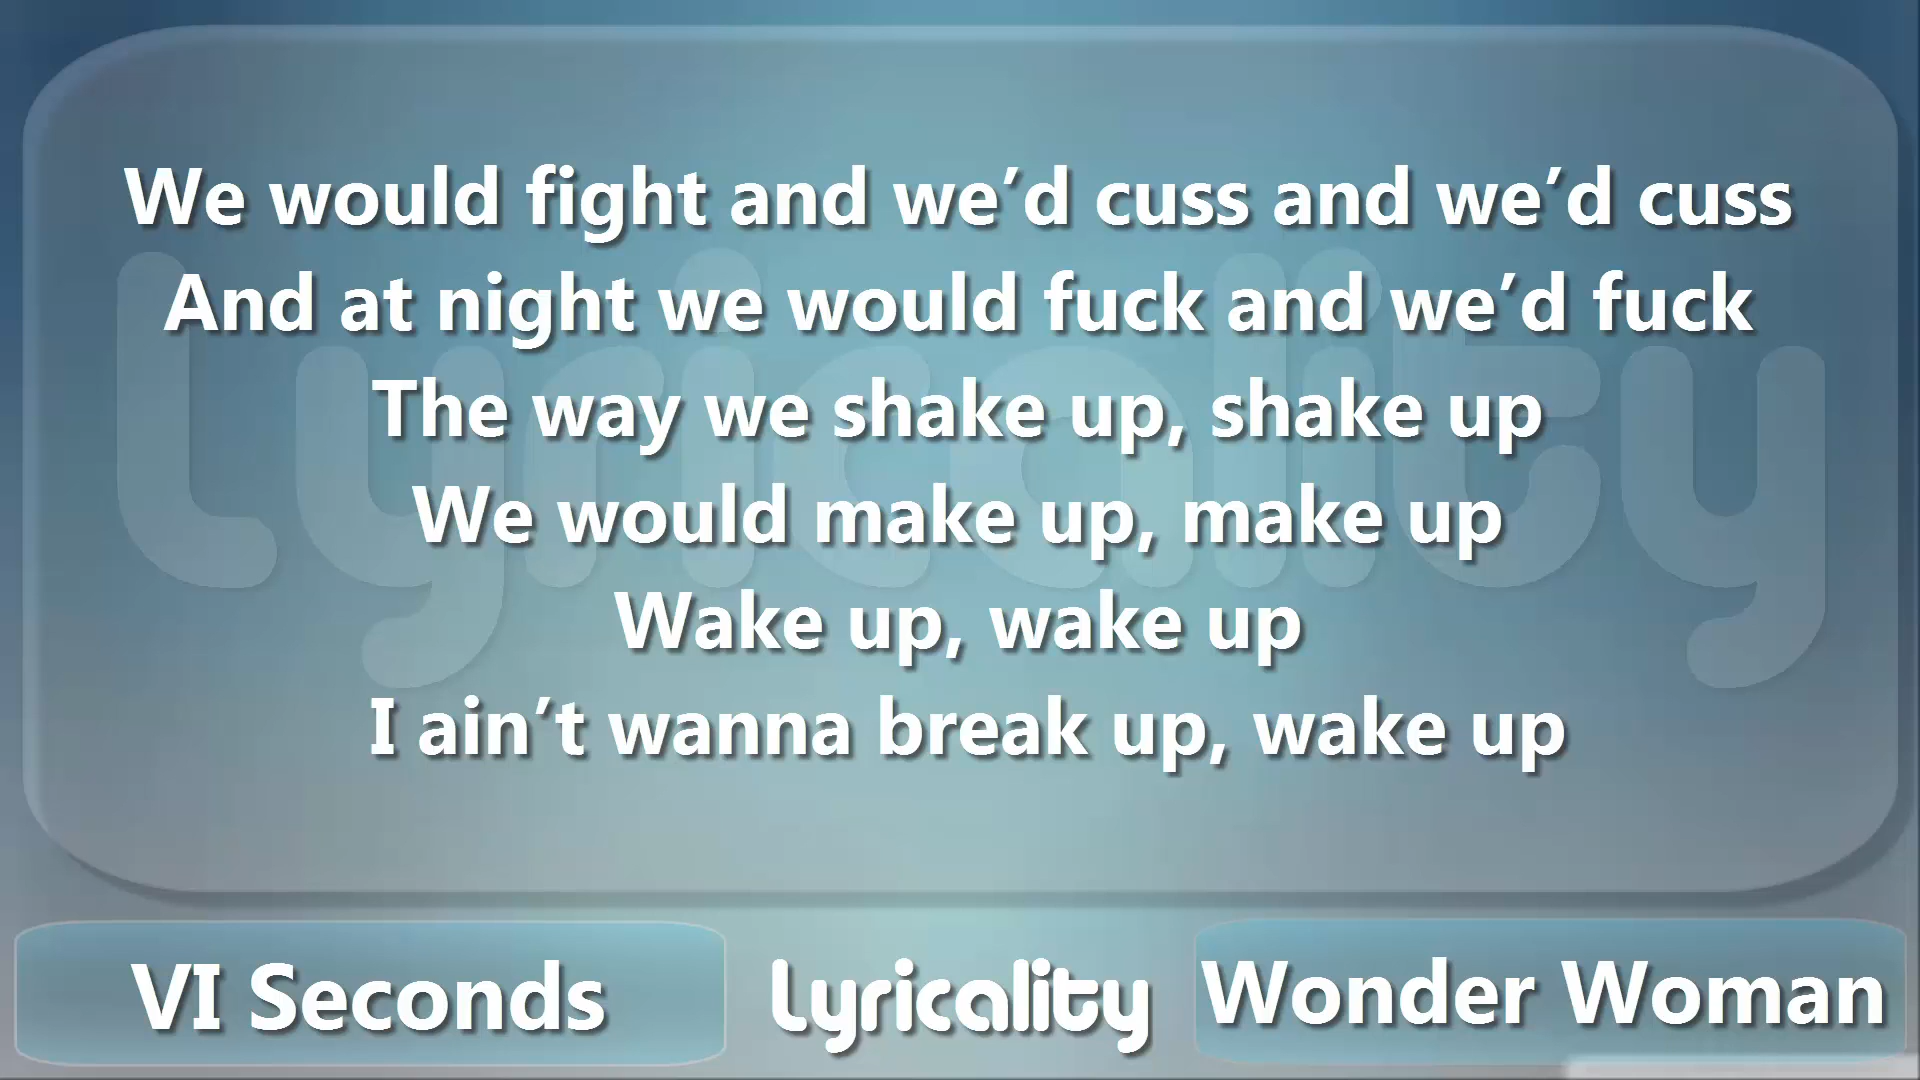 We would fight and we’d cuss and we’d cuss
And at night we would fuck and we’d fuck
The way we shake up, shake up
We would make up, make up
Wake up, wake up
I ain’t wanna break up, wake up
Lyricality
VI Seconds
Lyricality
Wonder Woman